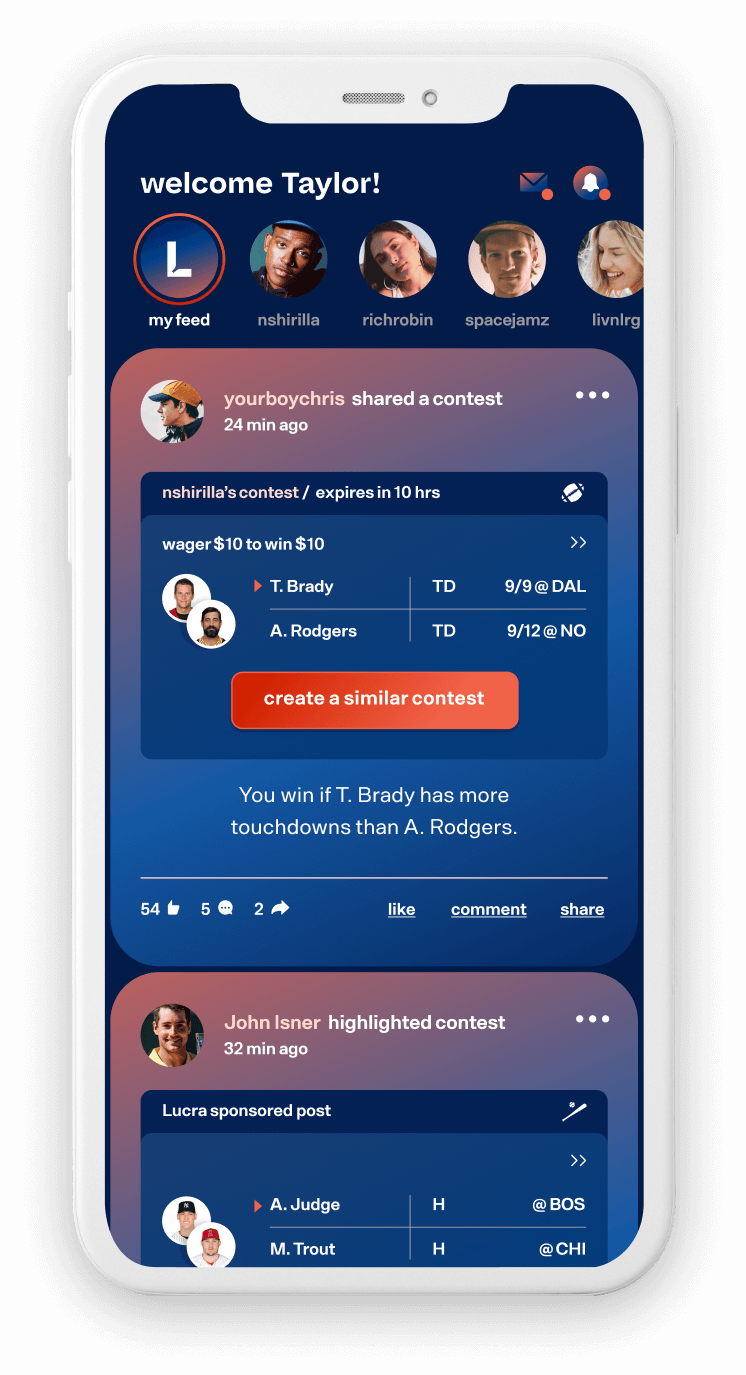 welcome Taylor!
L
my feed
nshirilla
richrobin
spacejamz
livnlrg
yourboychris shared a contest
24 min ago
nshirilla's contest / expires in 10 hrs
wager $10 to win $10
T. Brady TD 9/9 @ DAL
A. Rodgers TD 9/12 @ NO
create a similar contest
You win if T. Brady has more
touchdowns than A. Rodgers.
54 5 2 like comment share
John Isner highlighted contest
32 min ago
Lucra sponsored post
A. Judge H @ BOS
M. Trout H @ CHI